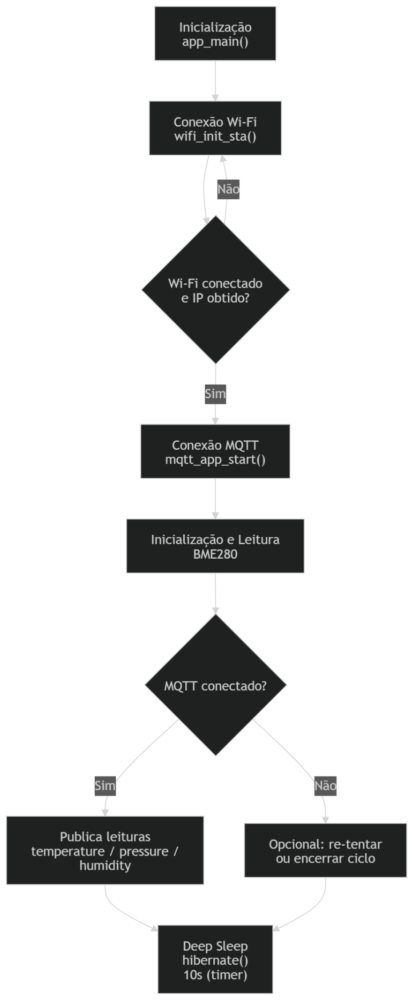 Inicialização
app_main()
Conexão Wi-Fi
wifi_init_sta()
Não
Wi-Fi conectado
e IP obtido?
Sim
Conexão MQTT
mqtt_app_start()
Inicialização e Leitura
BME280
MQTT conectado?
Sim
Não
Publica leituras
temperature / pressure /
humidity
Opcional: re-tentar
ou encerrar ciclo
Deep Sleep
hibernate()
10s (timer)